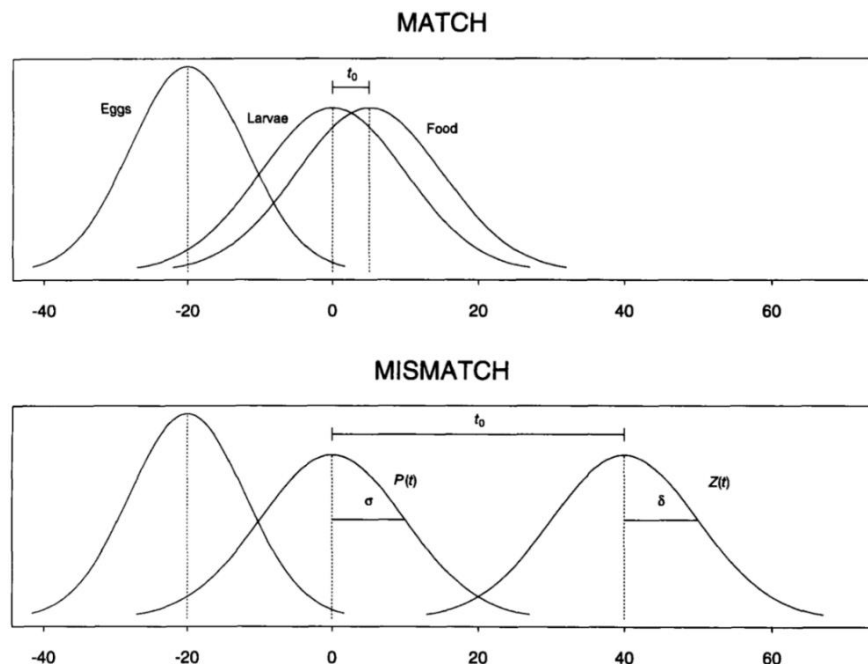 MATCH
t0
Eggs
Larvae
Food
-40 -20 0 20 40 60
MISMATCH
t0
P(t)
Z(t)
σ
δ
-40 -20 0 20 40 60